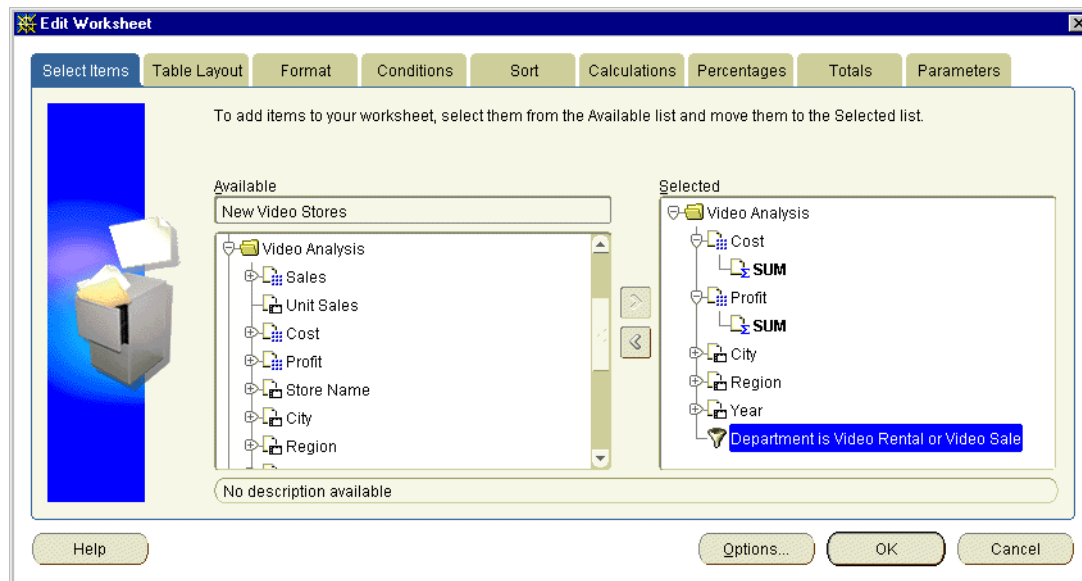 Edit Worksheet
Select Items Table Layout Format Conditions Sort Calculations Percentages Totals Parameters
To add items to your worksheet, select them from the Available list and move them to the Selected list.
Available
New Video Stores
Video Analysis
Sales
Unit Sales
Cost
Profit
Store Name
City
Region
Selected
Video Analysis
Cost
SUM
Profit
SUM
City
Region
Year
Department is Video Rental or Video Sale
No description available
Help Options... OK Cancel